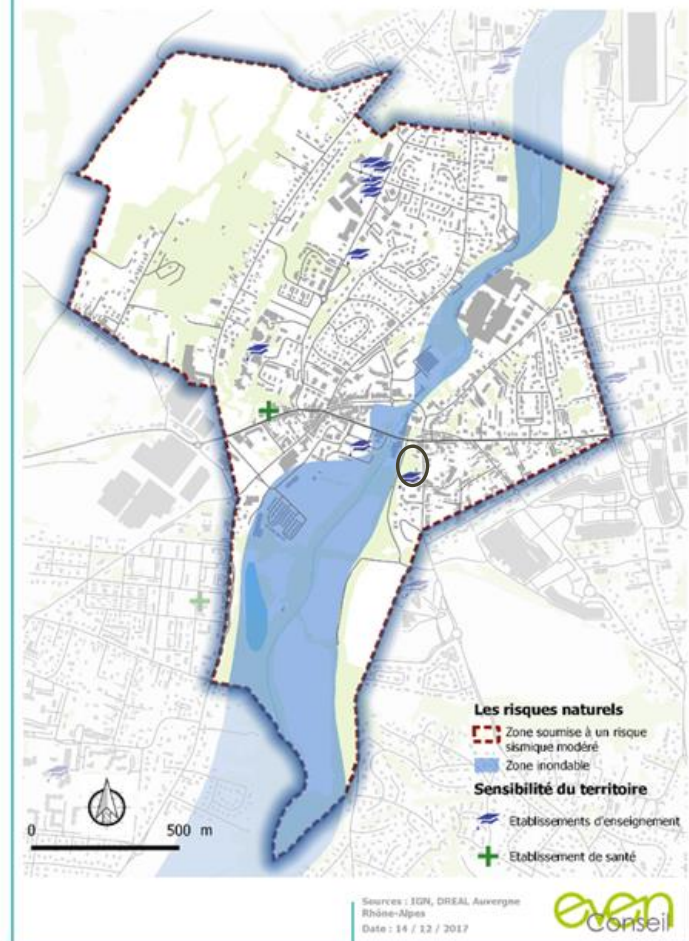 Les risques naturels
Zone soumise à un risque
sismique modéré
Zone inondable
Sensibilité du territoire
Etablissements d'enseignement
Etablissement de santé
0 500 m
Sources : IGN, DREAL Auvergne
Rhône-Alpes
Date : 14 / 12 / 2017
even
Conseil